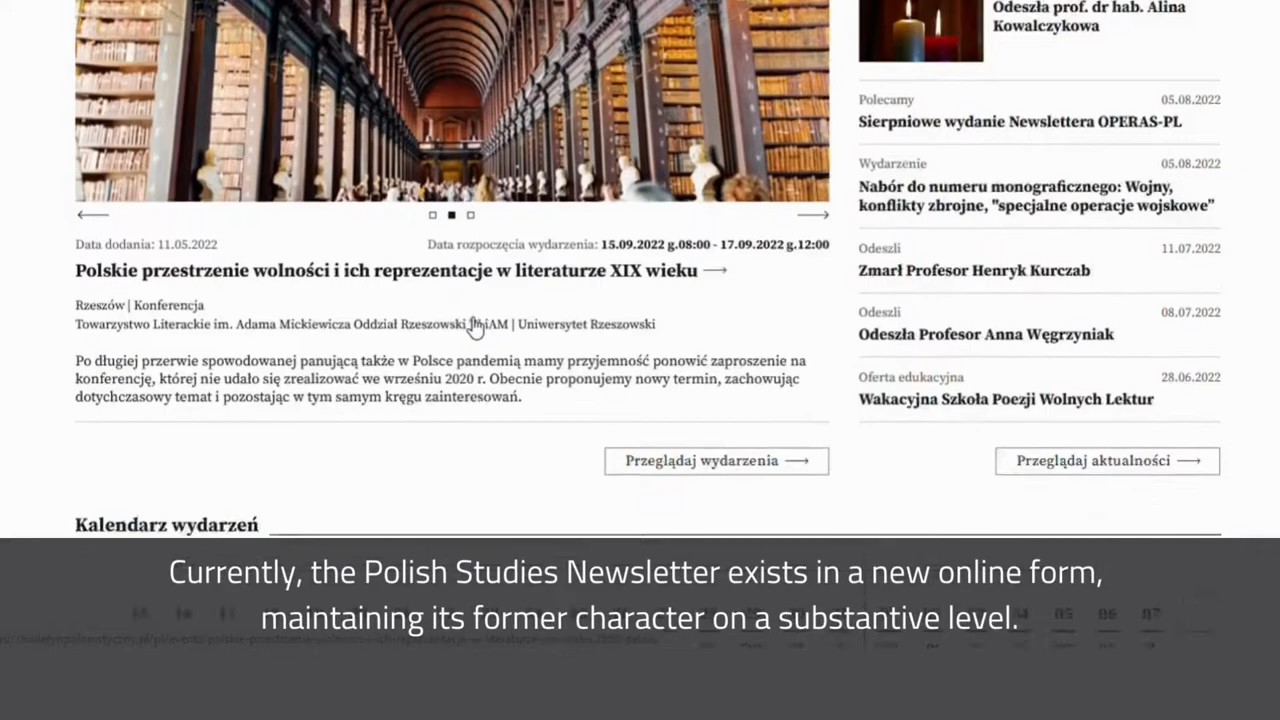 Odeszła prof. dr hab. Alina
Kowalczykowa
Polecamy 05.08.2022
Sierpniowe wydanie Newslettera OPERAS-PL
Wydarzenie 05.08.2022
Nabór do numeru monograficznego: Wojny,
konflikty zbrojne, "specjalne operacje wojskowe"
Odeszli 11.07.2022
Zmarł Profesor Henryk Kurczab
Odeszli 08.07.2022
Odeszła Profesor Anna Węgrzyniak
Oferta edukacyjna 28.06.2022
Wakacyjna Szkoła Poezji Wolnych Lektur
Przeglądaj aktualności
Data dodania: 11.05.2022 Data rozpoczęcia wydarzenia: 15.09.2022 g.08:00 - 17.09.2022 g.12:00
Polskie przestrzenie wolności i ich reprezentacje w literaturze XIX wieku
Rzeszów | Konferencja
Towarzystwo Literackie im. Adama Mickiewicza Oddział Rzeszowski | Uniwersytet Rzeszowski
Po długiej przerwie spowodowanej panującą także w Polsce pandemią mamy przyjemność ponowić zaproszenie na
konferencję, której nie udało się zrealizować we wrześniu 2020 r. Obecnie proponujemy nowy termin, zachowując
dotychczasowy temat i pozostając w tym samym kręgu zainteresowań.
Przeglądaj wydarzenia
Kalendarz wydarzeń
Currently, the Polish Studies Newsletter exists in a new online form,
maintaining its former character on a substantive level.
05 06 07